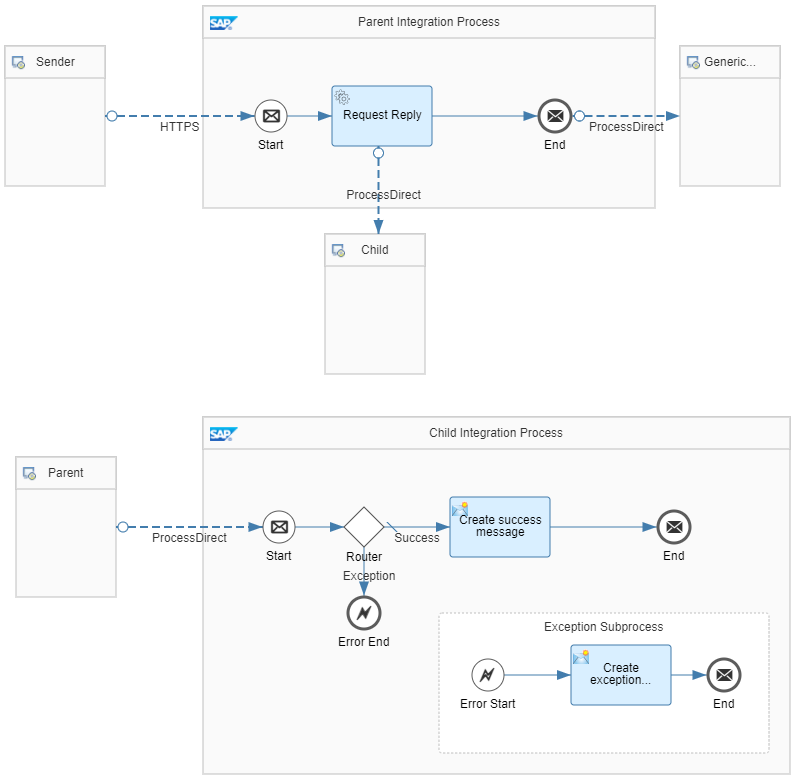 SAP
Parent Integration Process
Sender
Generic...
HTTPS
Start
Request Reply
End
ProcessDirect
ProcessDirect
Child
SAP
Child Integration Process
Parent
ProcessDirect
Start
Router
Success
Create success
message
End
Exception
Error End
Exception Subprocess
Error Start
Create
exception...
End